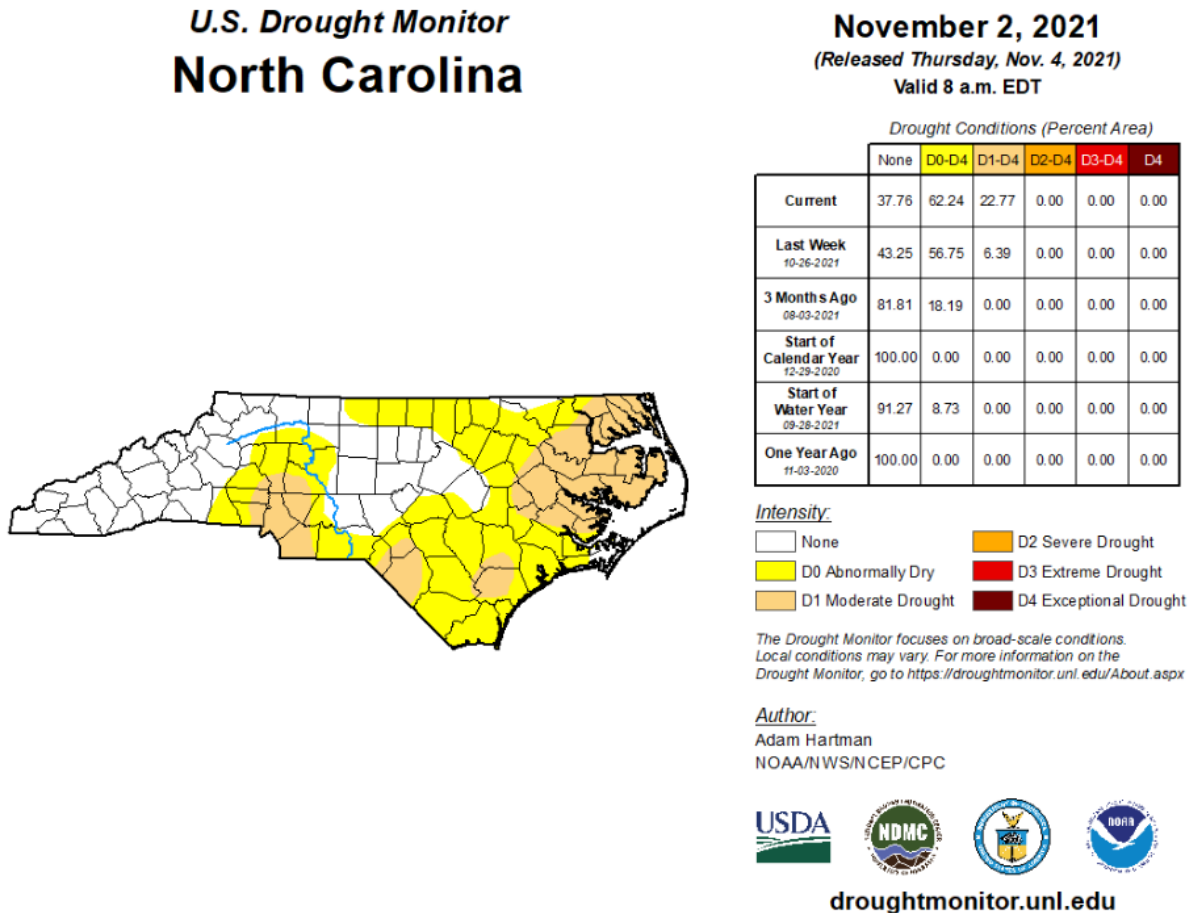 U.S. Drought Monitor
North Carolina
November 2, 2021
(Released Thursday, Nov. 4, 2021)
Valid 8 a.m. EDT
Drought Conditions (Percent Area)
None D0-D4 D1-D4 D2-D4 D3-D4 D4
Current 37.76 62.24 22.77 0.00 0.00 0.00
Last Week
10-26-2021
43.25 56.75 6.39 0.00 0.00 0.00
3 Months Ago
08-03-2021
81.81 18.19 0.00 0.00 0.00 0.00
Start of
Calendar Year
12-29-2020
100.00 0.00 0.00 0.00 0.00 0.00
Start of
Water Year
09-28-2021
91.27 8.73 0.00 0.00 0.00 0.00
One Year Ago
11-03-2020
100.00 0.00 0.00 0.00 0.00 0.00
Intensity:
None
D0 Abnormally Dry
D1 Moderate Drought
D2 Severe Drought
D3 Extreme Drought
D4 Exceptional Drought
The Drought Monitor focuses on broad-scale conditions.
Local conditions may vary. For more information on the
Drought Monitor, go to https://droughtmonitor.unl.edu/About.aspx
Author:
Adam Hartman
NOAA/NWS/NCEP/CPC
USDA
NDMC
NOAA
droughtmonitor.unl.edu